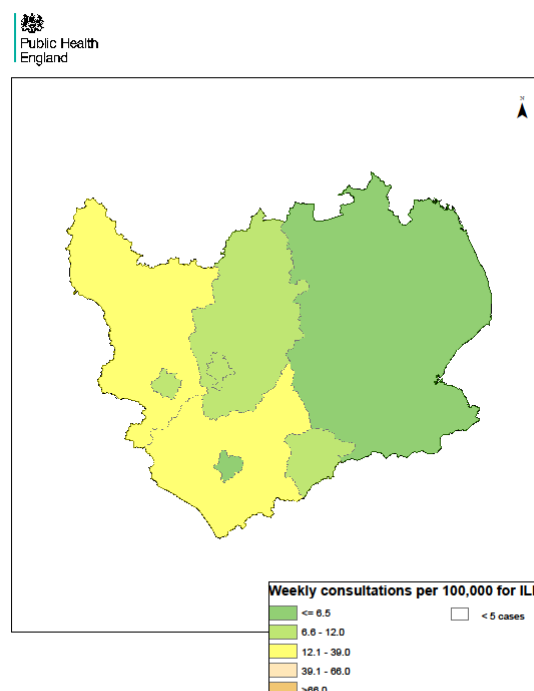 Public Health
England
N
Weekly consultations per 100,000 for ILI
<= 6.5
< 5 cases
6.6 - 12.0
12.1 - 39.0
39.1 - 66.0
>66.0